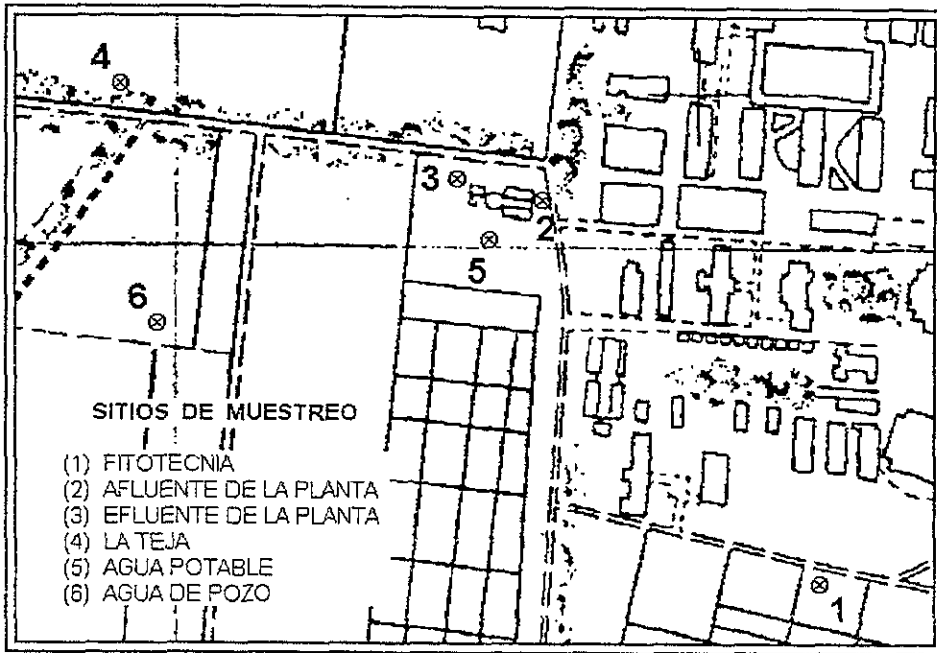 4
3
2
5
6
SITIOS DE MUESTREO
(1) FITOTECNIA
(2) AFLUENTE DE LA PLANTA
(3) EFLUENTE DE LA PLANTA
(4) LA TEJA
(5) AGUA POTABLE
(6) AGUA DE POZO
1